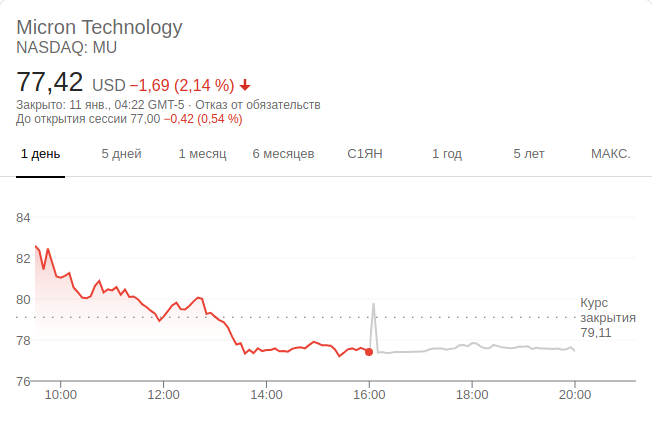 Micron Technology
NASDAQ: MU
77,42 USD −1,69 (2,14 %)
Закрыто: 11 янв., 04:22 GMT-5 · Отказ от обязательств
До открытия сессии 77,00 −0,42 (0,54 %)
1 день 5 дней 1 месяц 6 месяцев С1ЯН 1 год 5 лет МАКС.
84
82
80
78
76
Курс
закрытия
79,11
10:00 12:00 14:00 16:00 18:00 20:00